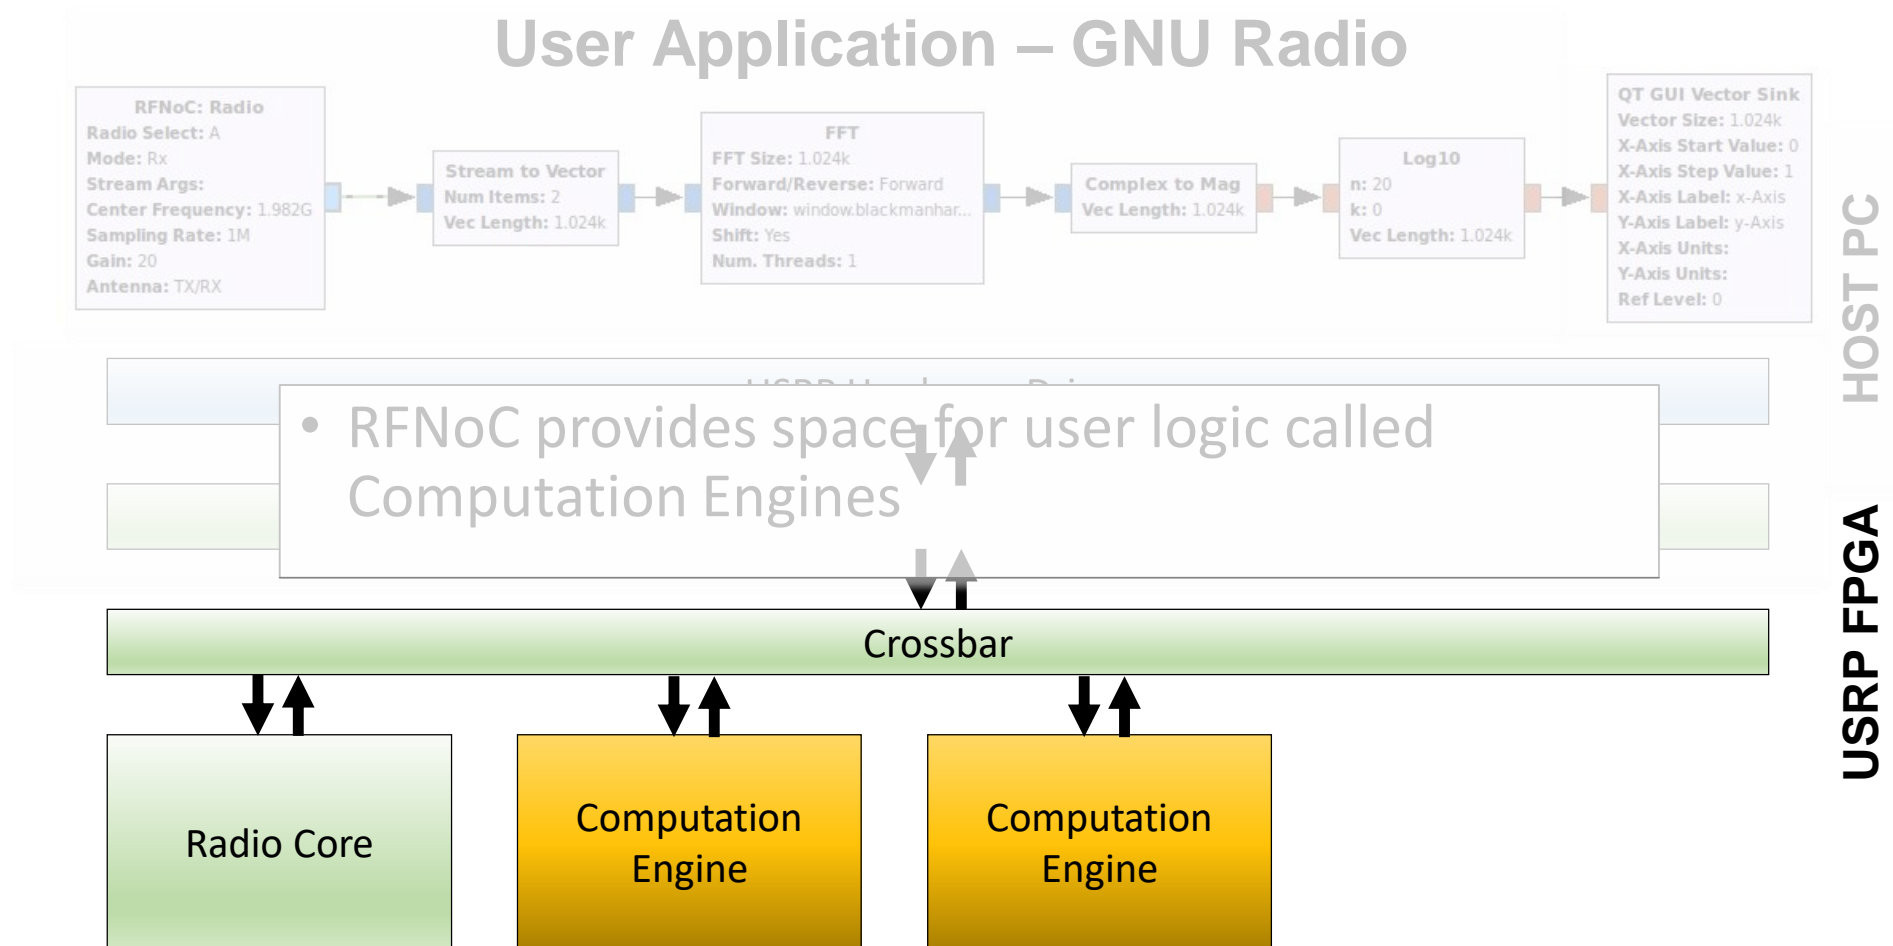 User Application – GNU Radio
RFNoC: Radio
Radio Select: A
Mode: Rx
Stream Args:
Center Frequency: 1.982G
Sampling Rate: 1M
Gain: 20
Antenna: TX/RX
Stream to Vector
Num Items: 2
Vec Length: 1.024k
FFT
FFT Size: 1.024k
Forward/Reverse: Forward
Window: window.blackmanhar...
Shift: Yes
Num. Threads: 1
Complex to Mag
Vec Length: 1.024k
Log10
n: 20
k: 0
Vec Length: 1.024k
QT GUI Vector Sink
Vector Size: 1.024k
X-Axis Start Value: 0
X-Axis Step Value: 1
X-Axis Label: x-Axis
Y-Axis Label: y-Axis
X-Axis Units:
Y-Axis Units:
Ref Level: 0
HOST PC
• RFNoC provides space for user logic called
Computation Engines
USRP FPGA
Crossbar
Radio Core
Computation
Engine
Computation
Engine